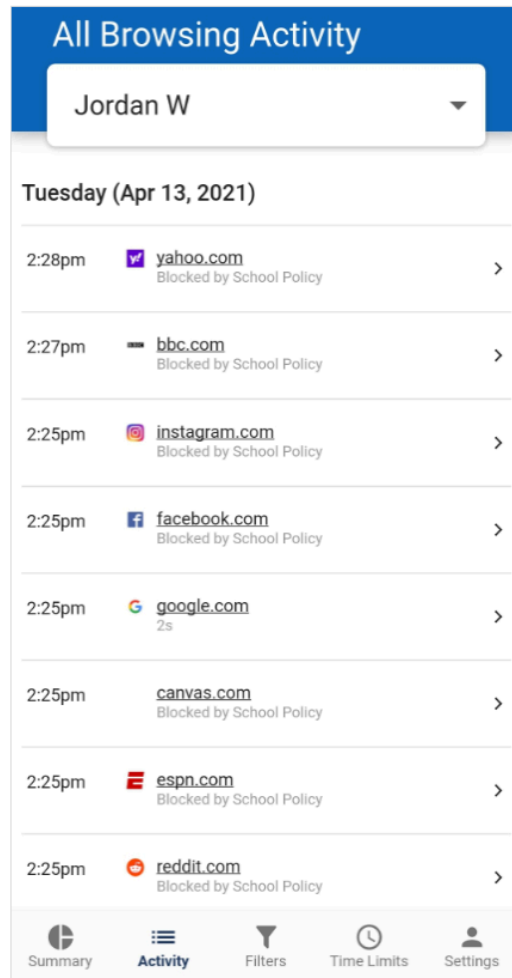 All Browsing Activity
Jordan W
Tuesday (Apr 13, 2021)
2:28pm yahoo.com
Blocked by School Policy
2:27pm bbc.com
Blocked by School Policy
2:25pm instagram.com
Blocked by School Policy
2:25pm facebook.com
Blocked by School Policy
2:25pm google.com
2s
2:25pm canvas.com
Blocked by School Policy
2:25pm espn.com
Blocked by School Policy
2:25pm reddit.com
Blocked by School Policy
Summary Activity Filters Time Limits Settings